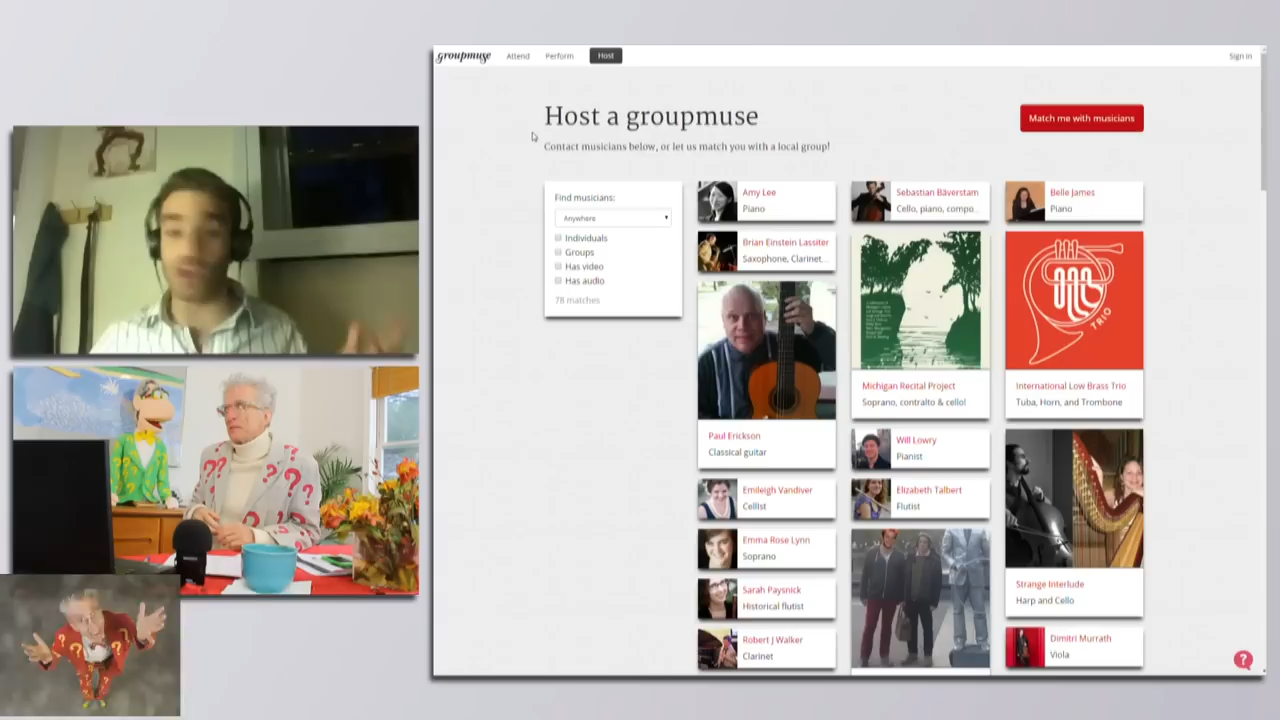 groupmuse Attend Perform Host Sign in
Host a groupmuse
Match me with musicians
Contact musicians below, or let us match you with a local group!
Find musicians:
Anywhere
Individuals
Groups
Has video
Has audio
78 matches
Amy Lee
Piano
Brian Einstein Lassiter
Saxophone, Clarinet...
Paul Erickson
Classical guitar
Emileigh Vandiver
Cellist
Emma Rose Lynn
Soprano
Sarah Paysnick
Historical flutist
Robert J Walker
Clarinet
Sebastian Bäverstam
Cello, piano, compo...
Michigan Recital Project
Soprano, contralto & cello!
Will Lowry
Pianist
Elizabeth Talbert
Flutist
Belle James
Piano
TRIO
International Low Brass Trio
Tuba, Horn, and Trombone
Strange Interlude
Harp and Cello
Dimitri Murrath
Viola
?